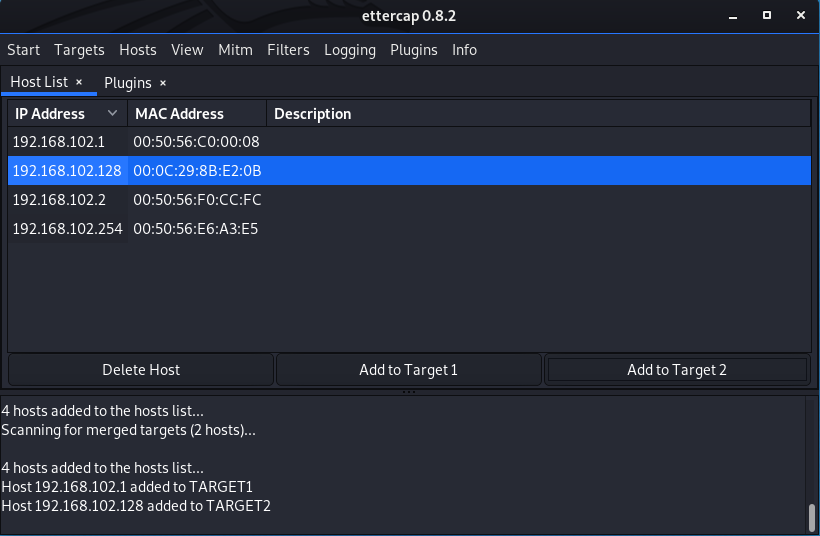 ettercap 0.8.2
Start Targets Hosts View Mitm Filters Logging Plugins Info
Host List × Plugins ×
IP Address MAC Address Description
192.168.102.1 00:50:56:C0:00:08
192.168.102.128 00:0C:29:8B:E2:0B
192.168.102.2 00:50:56:F0:CC:FC
192.168.102.254 00:50:56:E6:A3:E5
Delete Host Add to Target 1 Add to Target 2
4 hosts added to the hosts list...
Scanning for merged targets (2 hosts)...
4 hosts added to the hosts list...
Host 192.168.102.1 added to TARGET1
Host 192.168.102.128 added to TARGET2